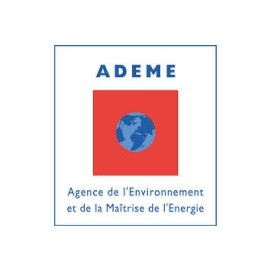 ADEME
Agence de l'Environnement
et de la Maîtrise de l'Energie